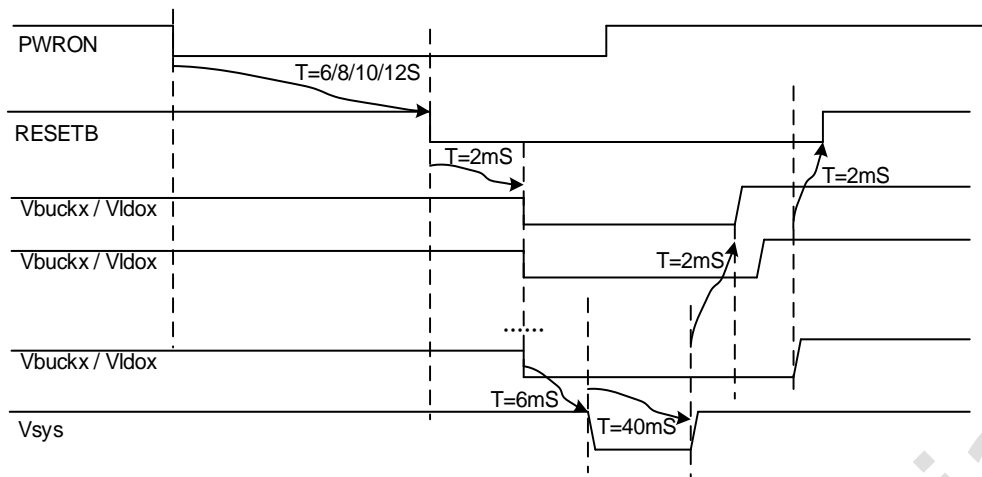 PWRON
T=6/8/10/12S
RESETB
T=2mS
T=2mS
Vbuckx / Vldox
Vbuckx / Vldox
T=2mS
......
Vbuckx / Vldox
T=6mS
T=40mS
Vsys